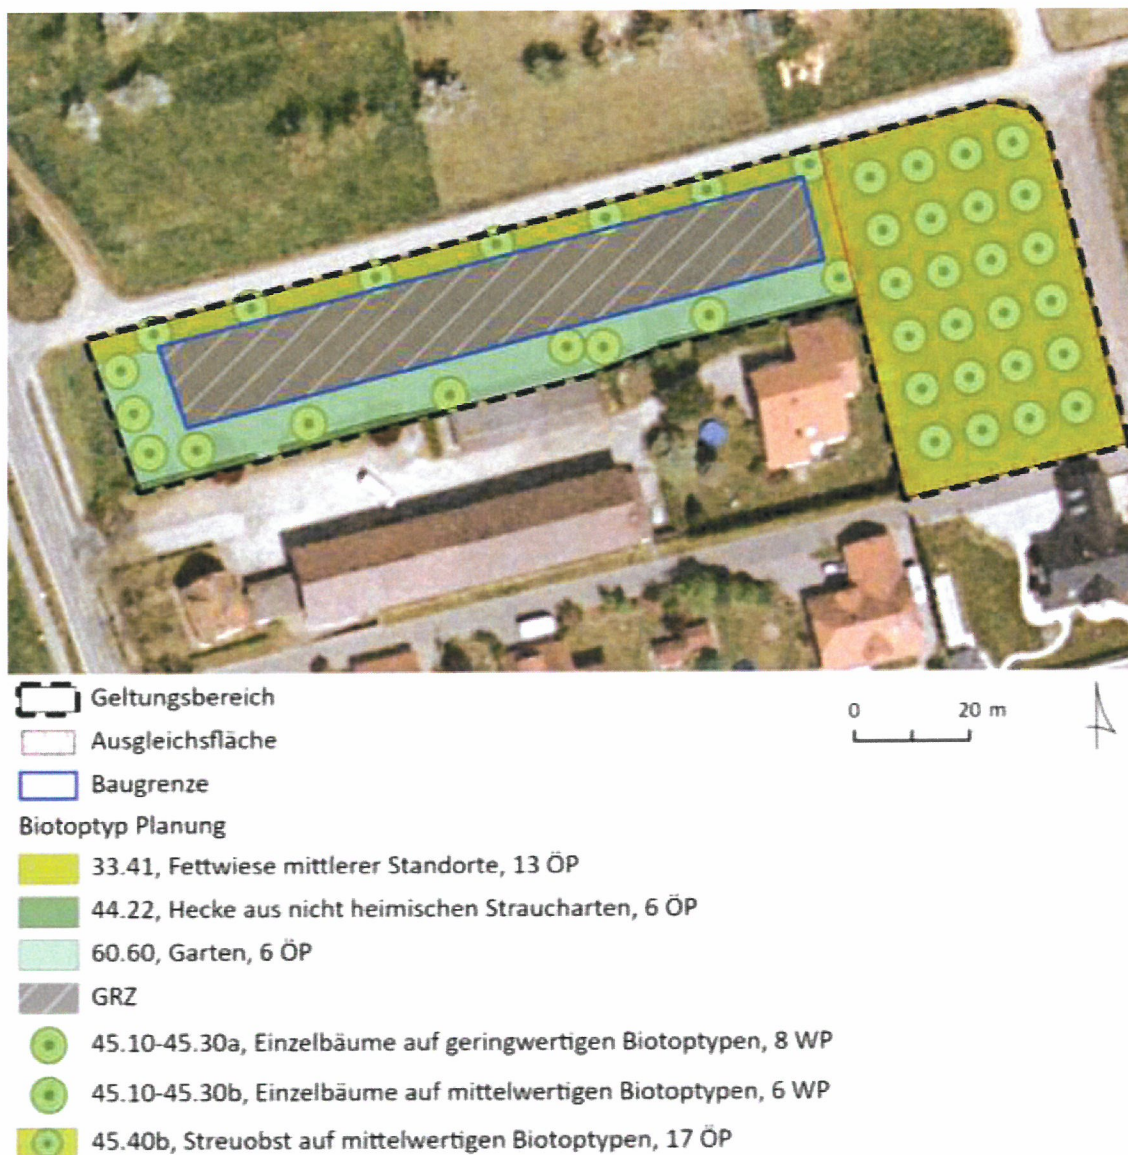 Geltungsbereich
0 20 m
Ausgleichsfläche
Baugrenze
Biotoptyp Planung
33.41, Fettwiese mittlerer Standorte, 13 ÖP
44.22, Hecke aus nicht heimischen Straucharten, 6 ÖP
60.60, Garten, 6 ÖP
GRZ
45.10-45.30a, Einzelbäume auf geringwertigen Biotoptypen, 8 WP
45.10-45.30b, Einzelbäume auf mittelwertigen Biotoptypen, 6 WP
45.40b, Streuobst auf mittelwertigen Biotoptypen, 17 ÖP